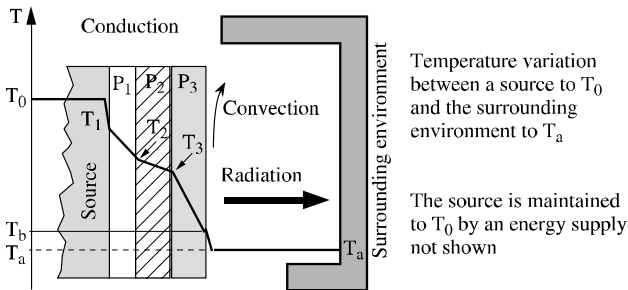 T
Conduction
P1
P2
P3
T0
T1
T2
T3
Convection
Radiation
Source
Tb
Ta
Ta
Surrounding environment
Temperature variation
between a source to T0
and the surrounding
environment to Ta
The source is maintained
to T0 by an energy supply
not shown